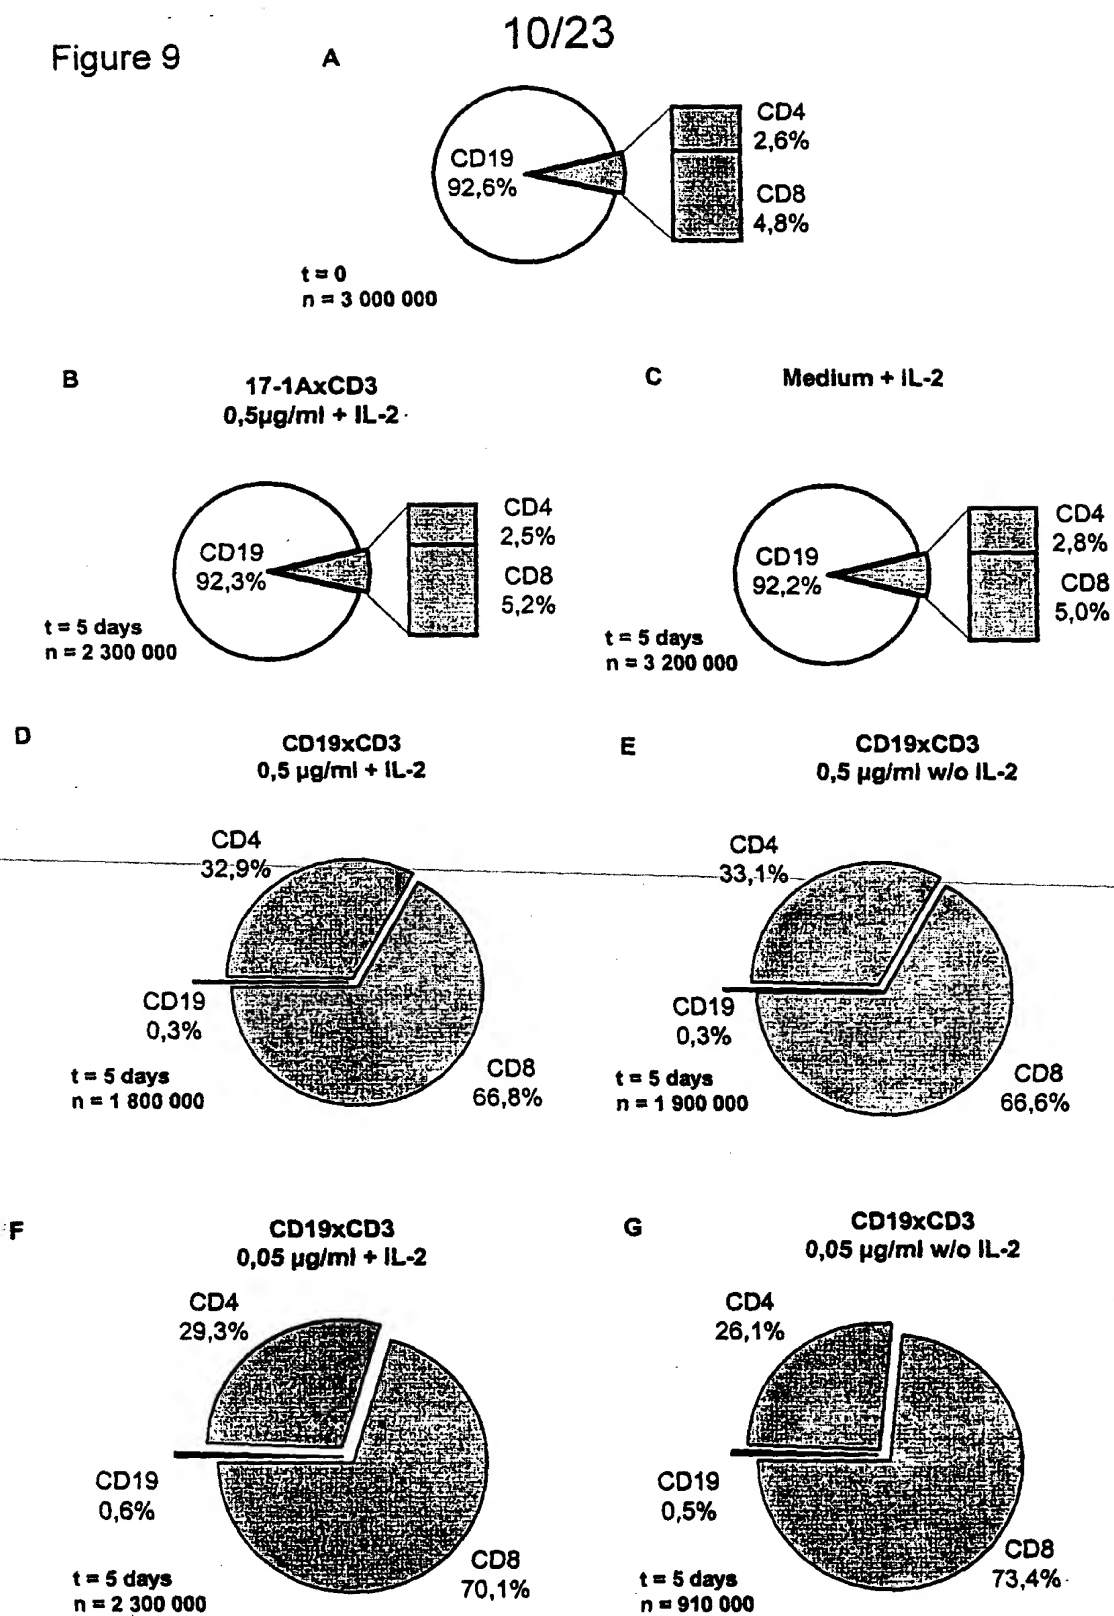 10/23
Figure 9
A
CD19
92,6%
CD4
2,6%
CD8
4,8%
t = 0
n = 3 000 000
B
17-1AxCD3
0,5µg/ml + IL-2
CD19
92,3%
CD4
2,5%
CD8
5,2%
t = 5 days
n = 2 300 000
C
Medium + IL-2
CD19
92,2%
CD4
2,8%
CD8
5,0%
t = 5 days
n = 3 200 000
D
CD19xCD3
0,5 µg/ml + IL-2
CD4
32,9%
CD19
0,3%
CD8
66,8%
t = 5 days
n = 1 800 000
E
CD19xCD3
0,5 µg/ml w/o IL-2
CD4
33,1%
CD19
0,3%
CD8
66,6%
t = 5 days
n = 1 900 000
F
CD19xCD3
0,05 µg/ml + IL-2
CD4
29,3%
CD19
0,6%
CD8
70,1%
t = 5 days
n = 2 300 000
G
CD19xCD3
0,05 µg/ml w/o IL-2
CD4
26,1%
CD19
0,5%
CD8
73,4%
t = 5 days
n = 910 000